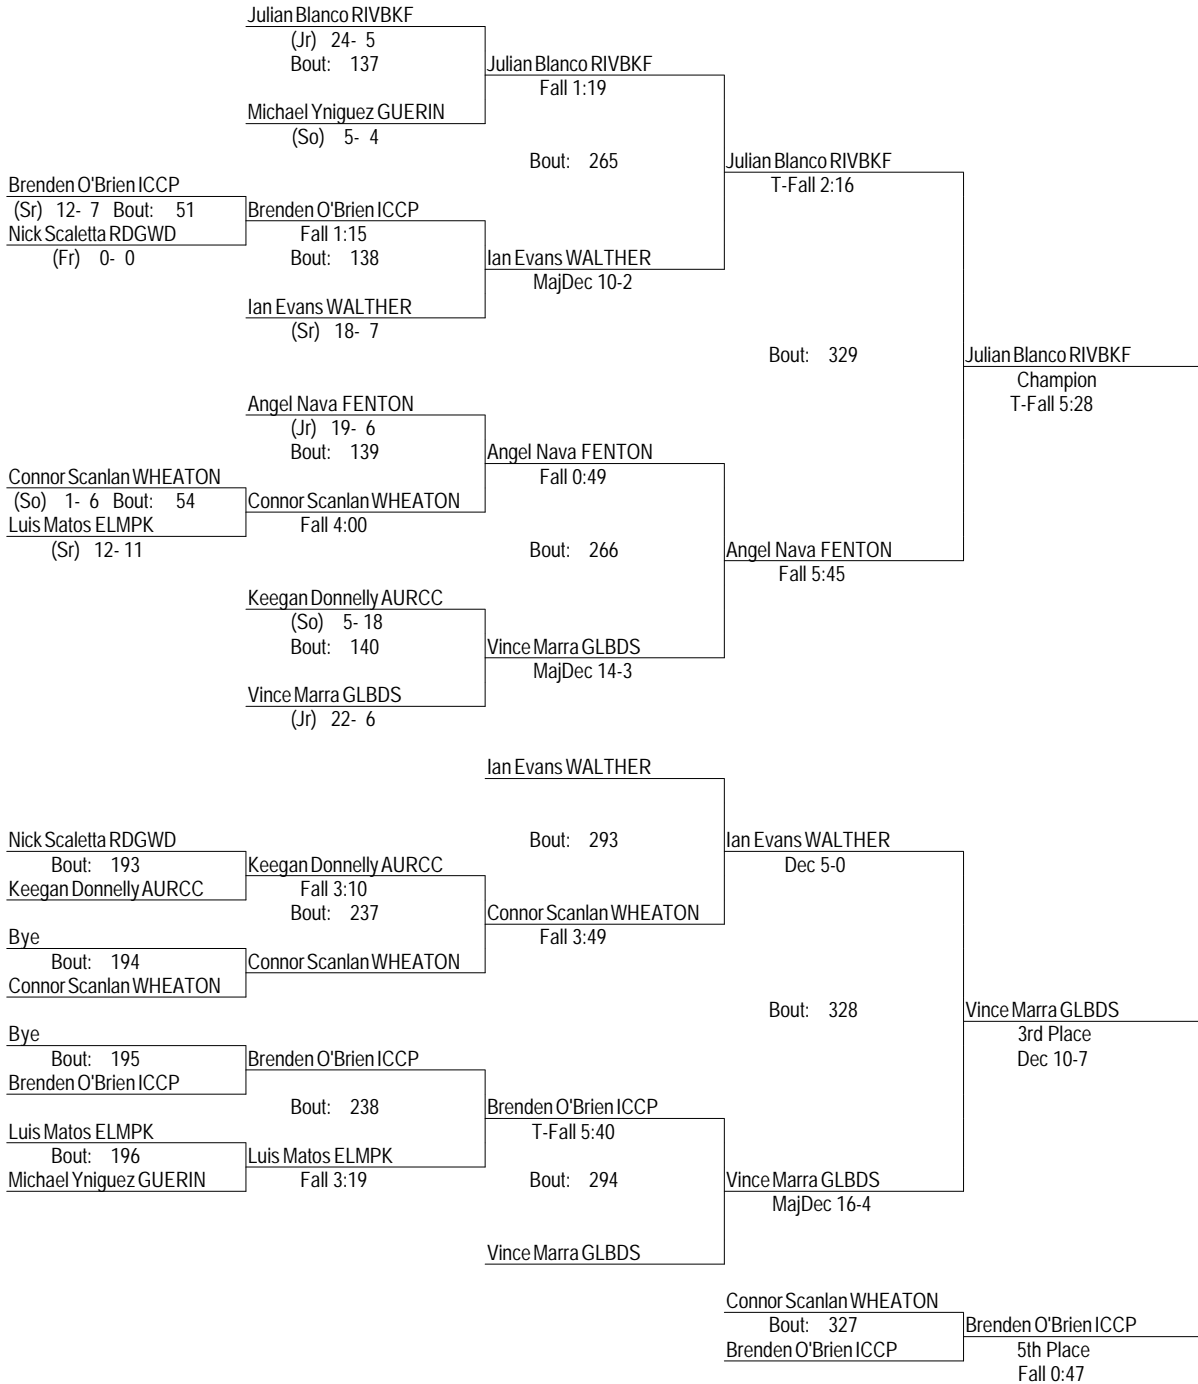 Julian Blanco RIVBKF
(Jr) 24- 5
Bout: 137
Julian Blanco RIVBKF
Fall 1:19
Michael Yniguez GUERIN
(So) 5- 4
Bout: 265
Julian Blanco RIVBKF
T-Fall 2:16
Brenden O'Brien ICCP
(Sr) 12- 7 Bout: 51
Nick Scaletta RDGWD
(Fr) 0- 0
Brenden O'Brien ICCP
Fall 1:15
Bout: 138
Ian Evans WALTHER
MajDec 10-2
Ian Evans WALTHER
(Sr) 18- 7
Bout: 329
Julian Blanco RIVBKF
Champion
T-Fall 5:28
Angel Nava FENTON
(Jr) 19- 6
Bout: 139
Angel Nava FENTON
Fall 0:49
Connor Scanlan WHEATON
(So) 1- 6 Bout: 54
Luis Matos ELMPK
(Sr) 12- 11
Connor Scanlan WHEATON
Fall 4:00
Bout: 266
Angel Nava FENTON
Fall 5:45
Keegan Donnelly AURCC
(So) 5- 18
Bout: 140
Vince Marra GLBDS
MajDec 14-3
Vince Marra GLBDS
(Jr) 22- 6
Ian Evans WALTHER
Bout: 293
Ian Evans WALTHER
Dec 5-0
Nick Scaletta RDGWD
Bout: 193
Keegan Donnelly AURCC
Keegan Donnelly AURCC
Fall 3:10
Bout: 237
Connor Scanlan WHEATON
Fall 3:49
Bye
Bout: 194
Connor Scanlan WHEATON
Connor Scanlan WHEATON
Bout: 328
Vince Marra GLBDS
3rd Place
Dec 10-7
Bye
Bout: 195
Brenden O'Brien ICCP
Brenden O'Brien ICCP
Bout: 238
Brenden O'Brien ICCP
T-Fall 5:40
Luis Matos ELMPK
Bout: 196
Michael Yniguez GUERIN
Luis Matos ELMPK
Fall 3:19
Bout: 294
Vince Marra GLBDS
MajDec 16-4
Vince Marra GLBDS
Connor Scanlan WHEATON
Bout: 327
Brenden O'Brien ICCP
Brenden O'Brien ICCP
5th Place
Fall 0:47